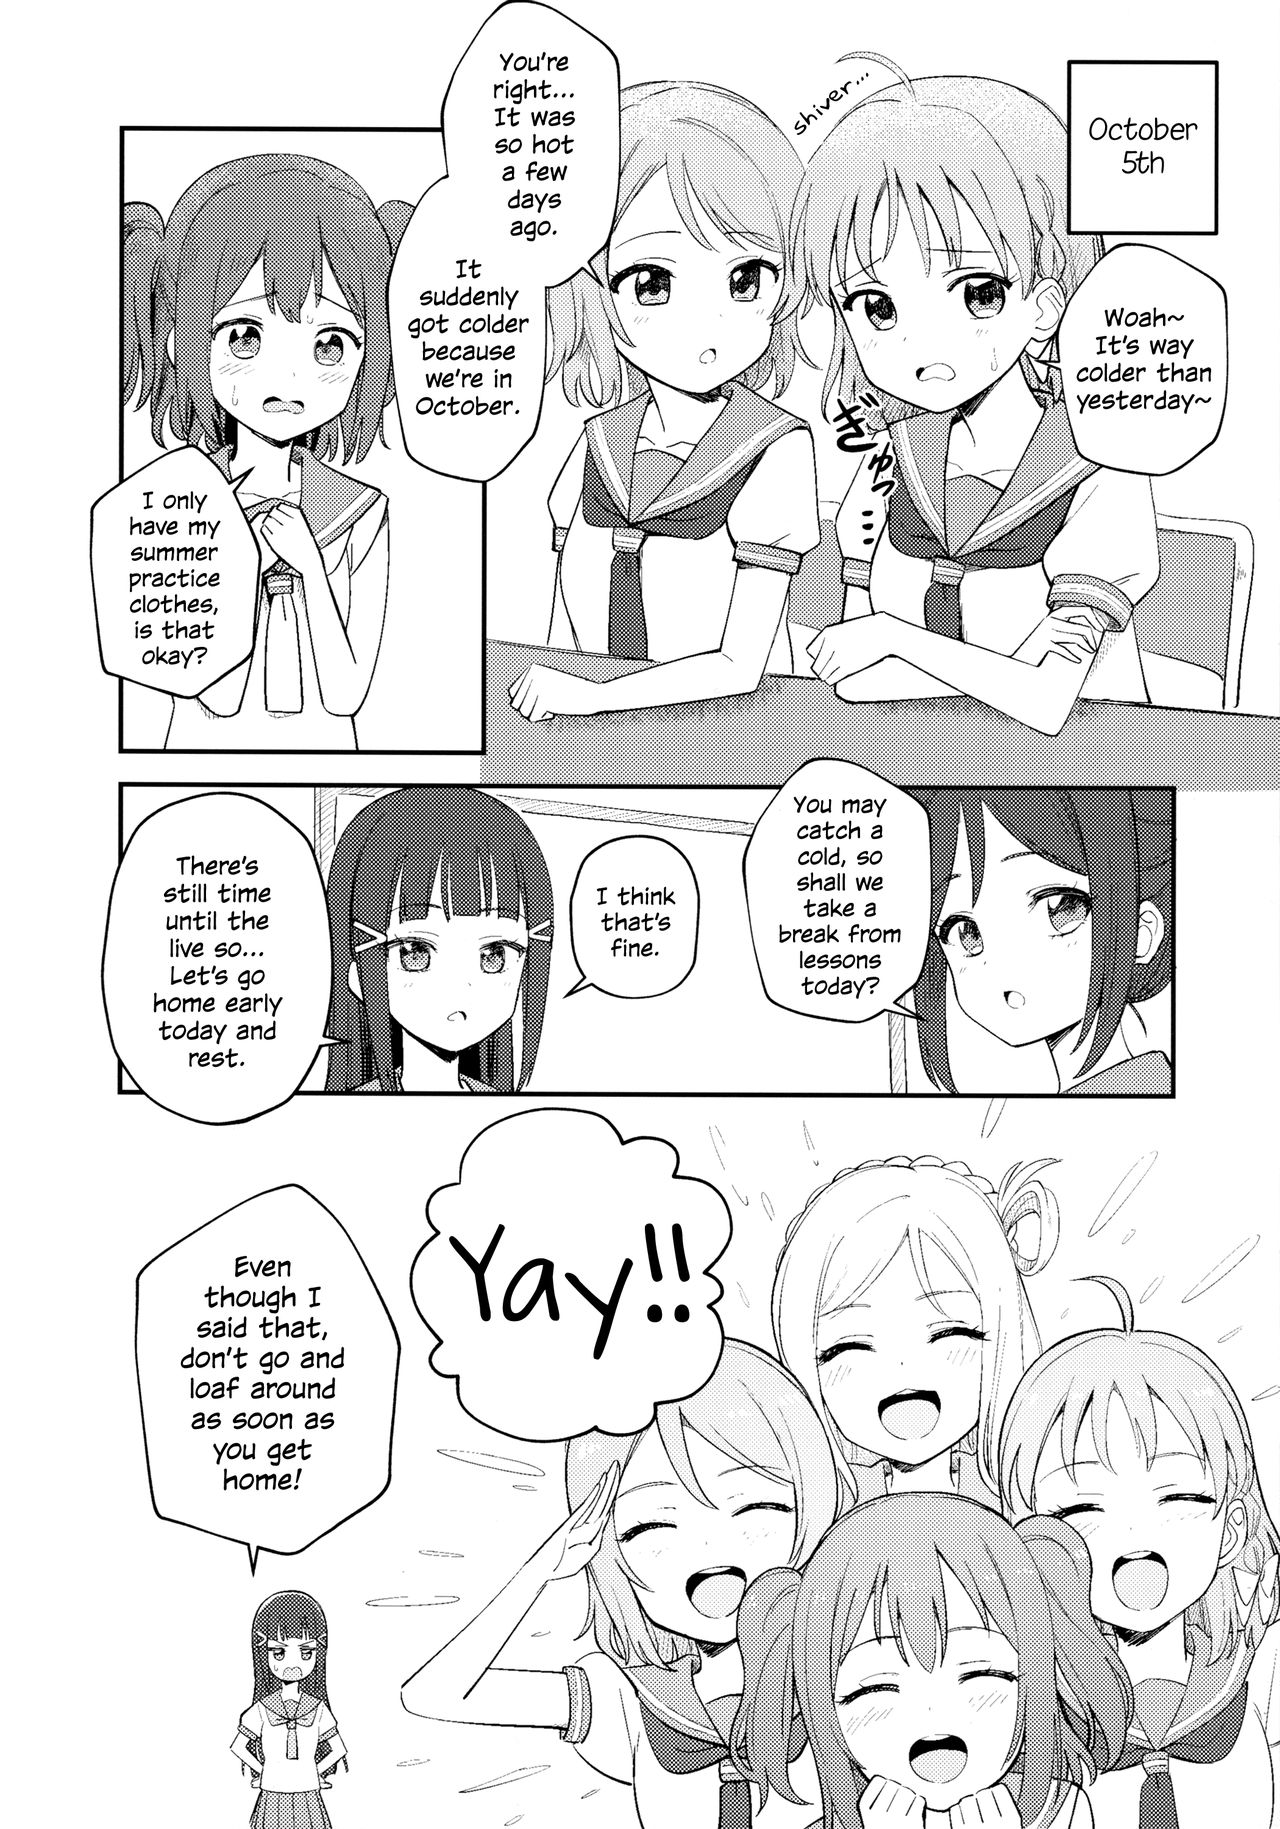 October
5th
Woah~
It's way
colder than
yesterday~
shiver...
ぎゅっ…
You're
right...
It was
so hot
a few
days
ago.
It
suddenly
got colder
because
we're in
October.
I only
have my
summer
practice
clothes,
is that
okay?
You may
catch a
cold, so
shall we
take a
break from
lessons
today?
I think
that's
fine.
There's
still time
until the
live so...
Let's go
home early
today and
rest.
Yay!!
Even
though I
said that,
don't go and
loaf around
as soon as
you get
home!